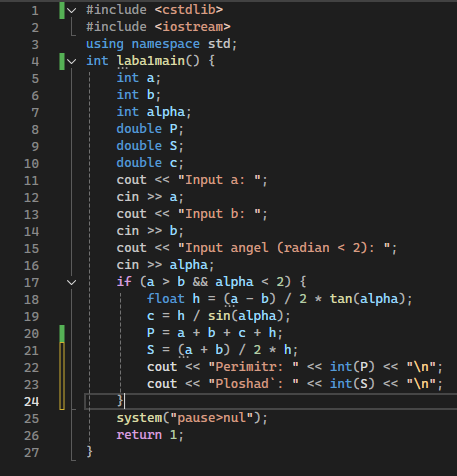 1 #include <cstdlib>
2 #include <iostream>
3 using namespace std;
4 int laba1main() {
5 int a;
6 int b;
7 int alpha;
8 double P;
9 double S;
10 double c;
11 cout << "Input a: ";
12 cin >> a;
13 cout << "Input b: ";
14 cin >> b;
15 cout << "Input angel (radian < 2): ";
16 cin >> alpha;
17 if (a > b && alpha < 2) {
18 float h = (a - b) / 2 * tan(alpha);
19 c = h / sin(alpha);
20 P = a + b + c + h;
21 S = (a + b) / 2 * h;
22 cout << "Perimitr: " << int(P) << "\n";
23 cout << "Ploshad`: " << int(S) << "\n";
24 }
25 system("pause>nul");
26 return 1;
27 }